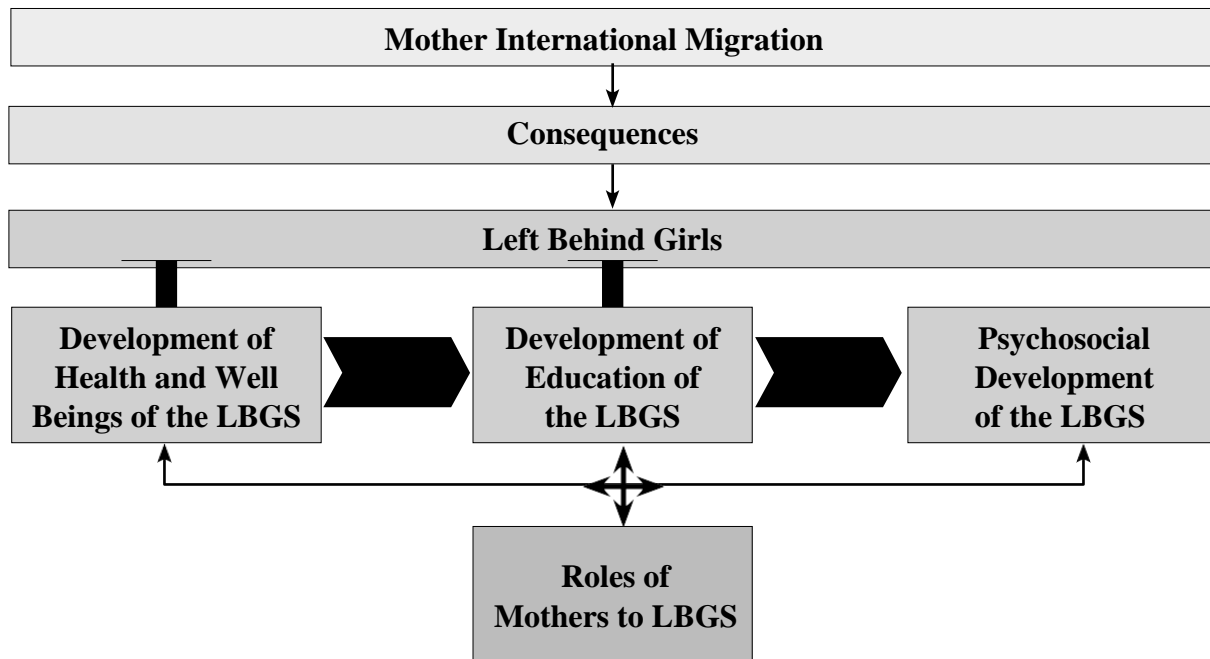 Mother International Migration
Consequences
Left Behind Girls
Development of
Health and Well
Beings of the LBGS
Development of
Education of
the LBGS
Psychosocial
Development
of the LBGS
Roles of
Mothers to LBGS